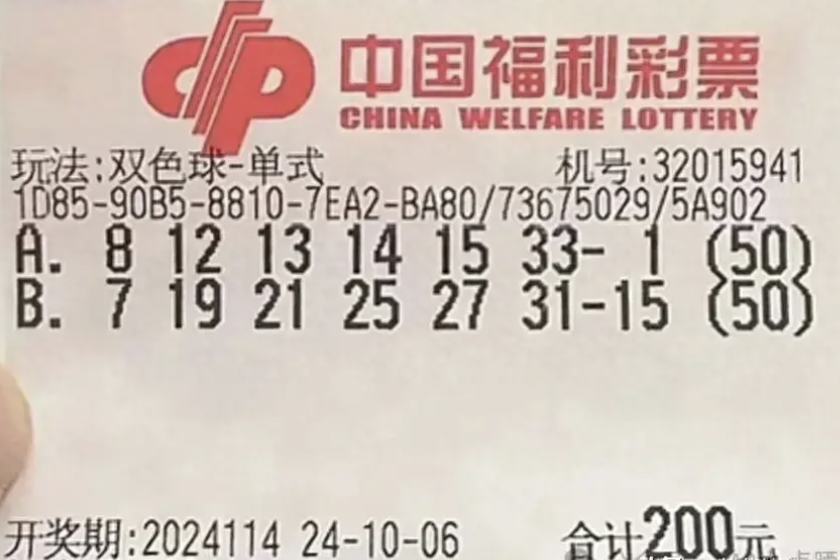 中国福利彩票
CHINA WELFARE LOTTERY
玩法:双色球-单式 机号:32015941
1D85-90B5-8810-7EA2-BA80/73675029/5A902
A. 8 12 13 14 15 33- 1 (50)
B. 7 19 21 25 27 31-15 (50)
开奖期:2024114 24-10-06 合计200元